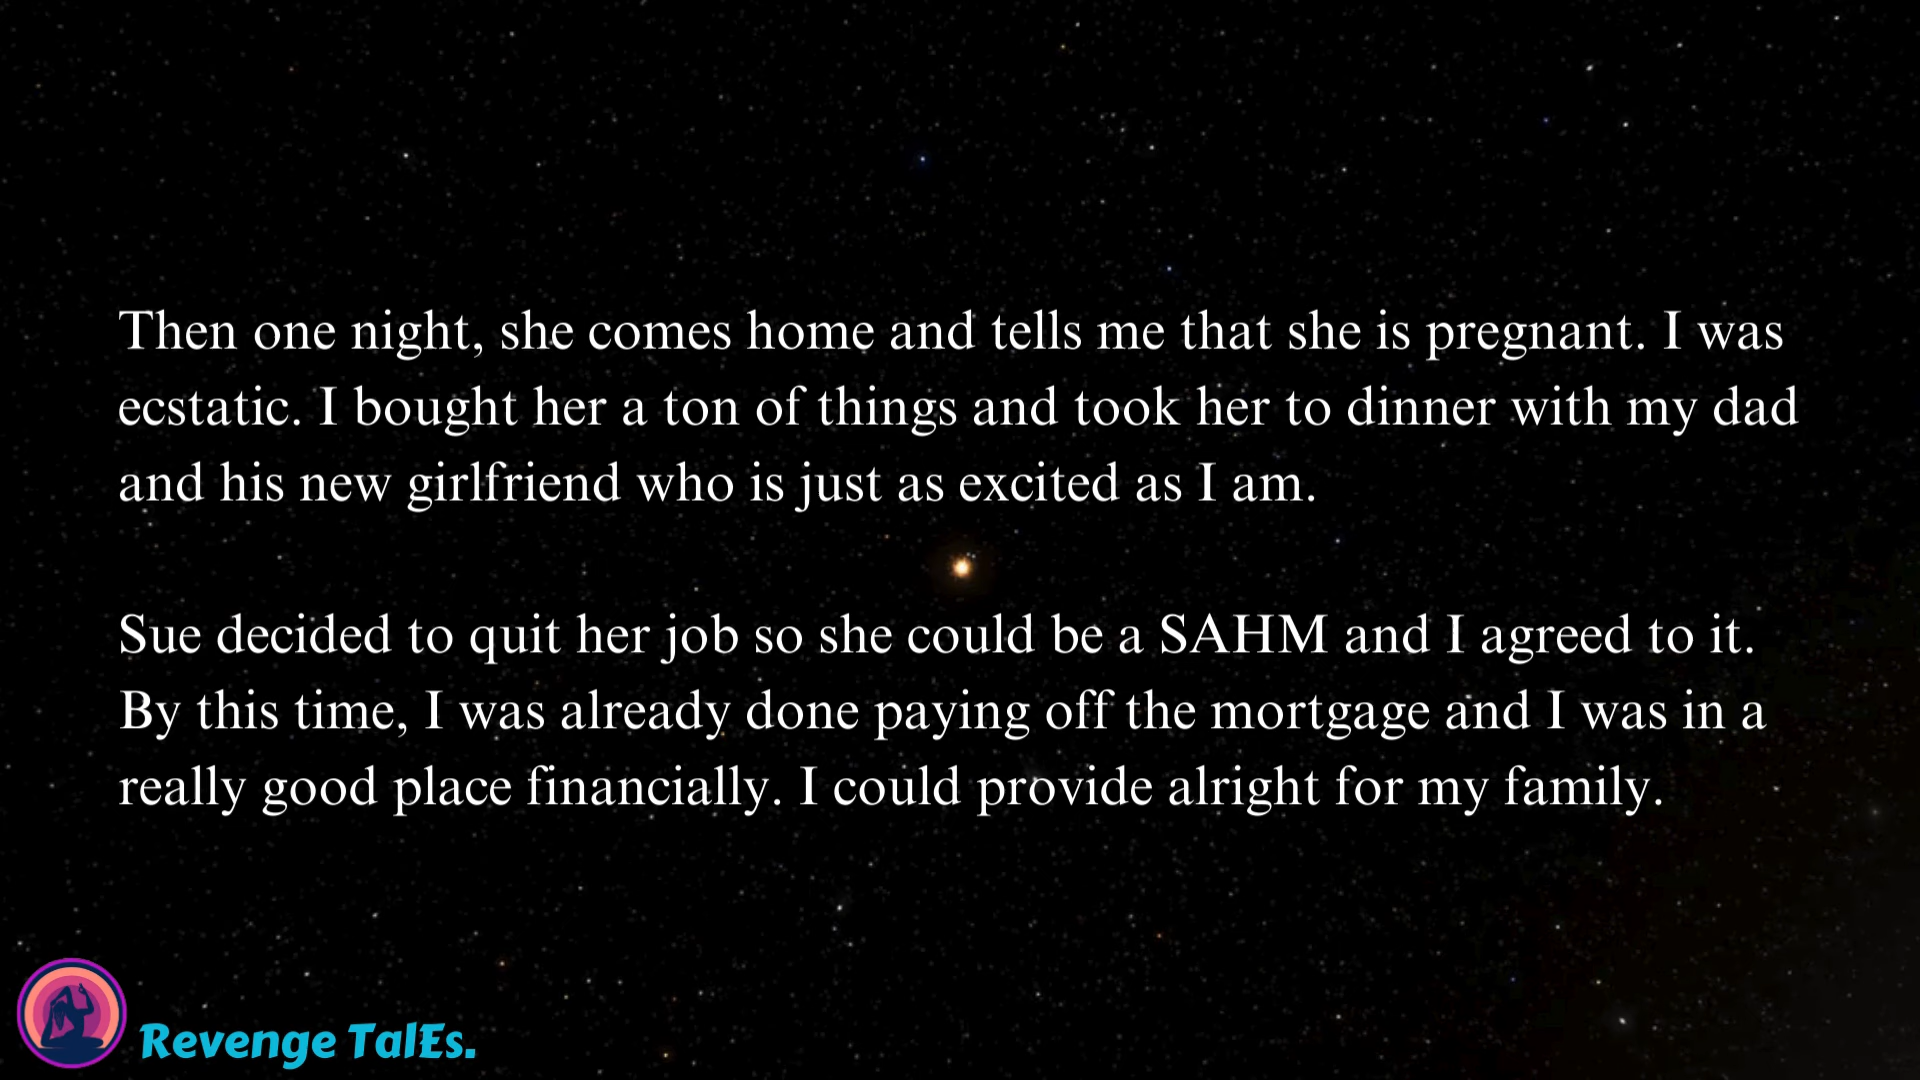 Then one night, she comes home and tells me that she is pregnant. I was
ecstatic. I bought her a ton of things and took her to dinner with my dad
and his new girlfriend who is just as excited as I am.
Sue decided to quit her job so she could be a SAHM and I agreed to it.
By this time, I was already done paying off the mortgage and I was in a
really good place financially. I could provide alright for my family.
Revenge TalEs.